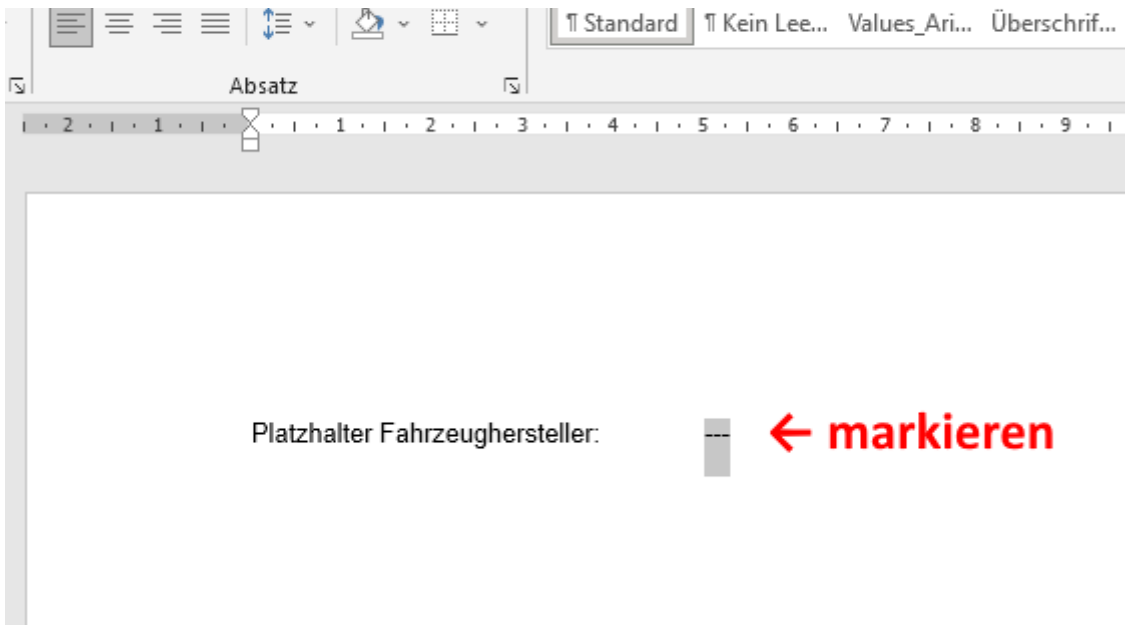 ¶ Standard ¶ Kein Lee... Values_Ari... Überschrif...
Absatz
2 1 1 2 3 4 5 6 7 8 9
Platzhalter Fahrzeughersteller: --- ← markieren